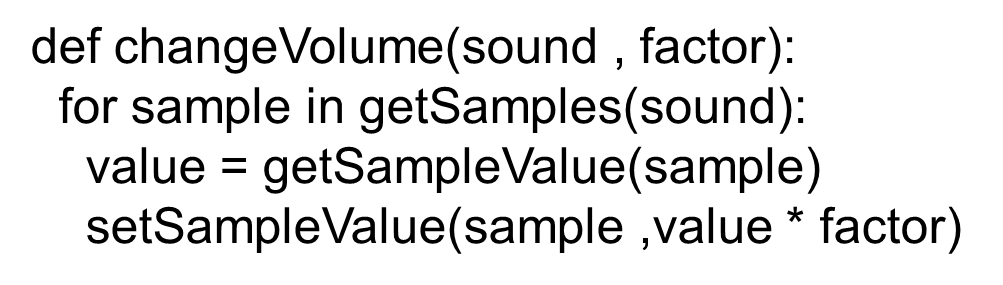 def changeVolume(sound , factor):
for sample in getSamples(sound):
value = getSampleValue(sample)
setSampleValue(sample ,value * factor)